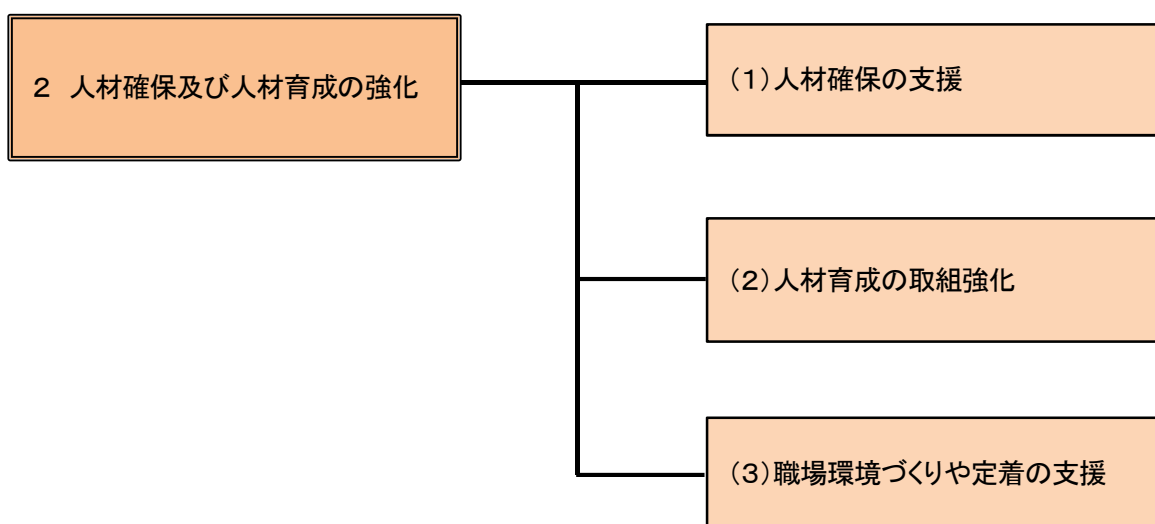 ２　人材確保及び人材育成の強化
（１）人材確保の支援
（２）人材育成の取組強化
（３）職場環境づくりや定着の支援